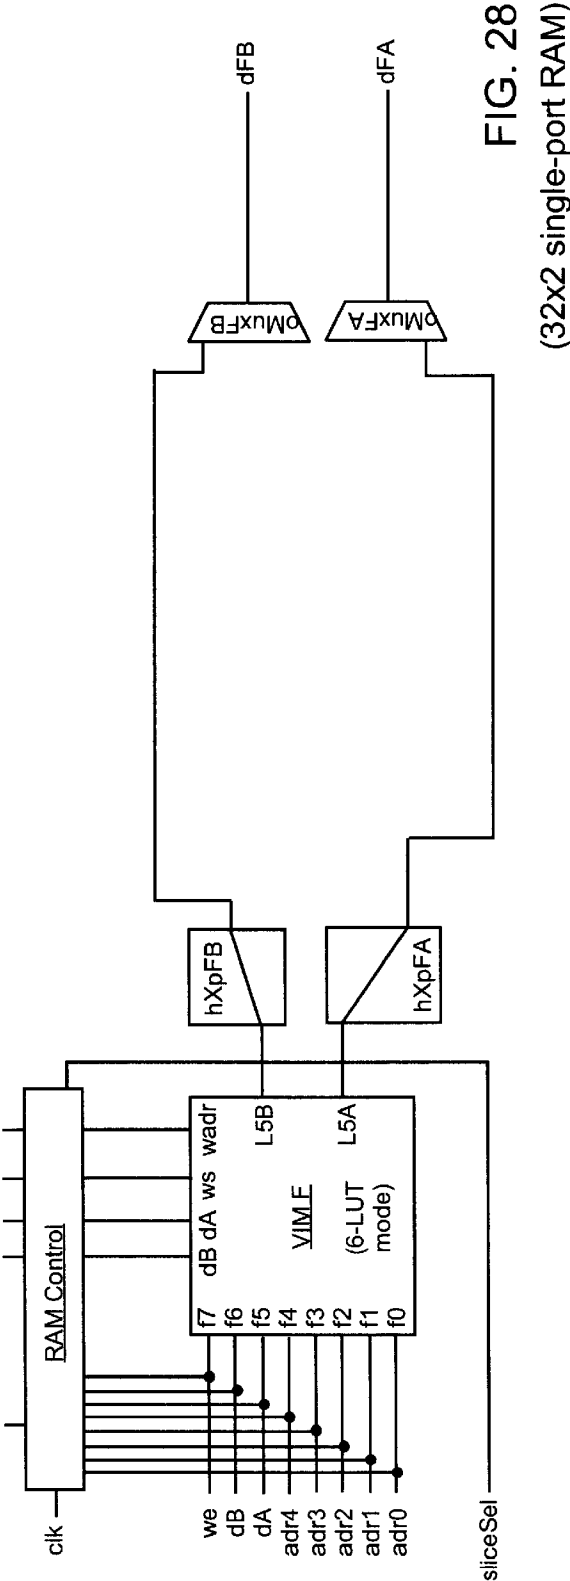 clk
RAM Control
we
dB
dA
adr4
adr3
adr2
adr1
adr0
sliceSel
f7
f6
f5
f4
f3
f2
f1
f0
dB dA ws wadr
VIM F
(6-LUT
mode)
L5B
L5A
hXpFB
hXpFA
oMuxFB
oMuxFA
dFB
dFA
FIG. 28
(32x2 single-port RAM)